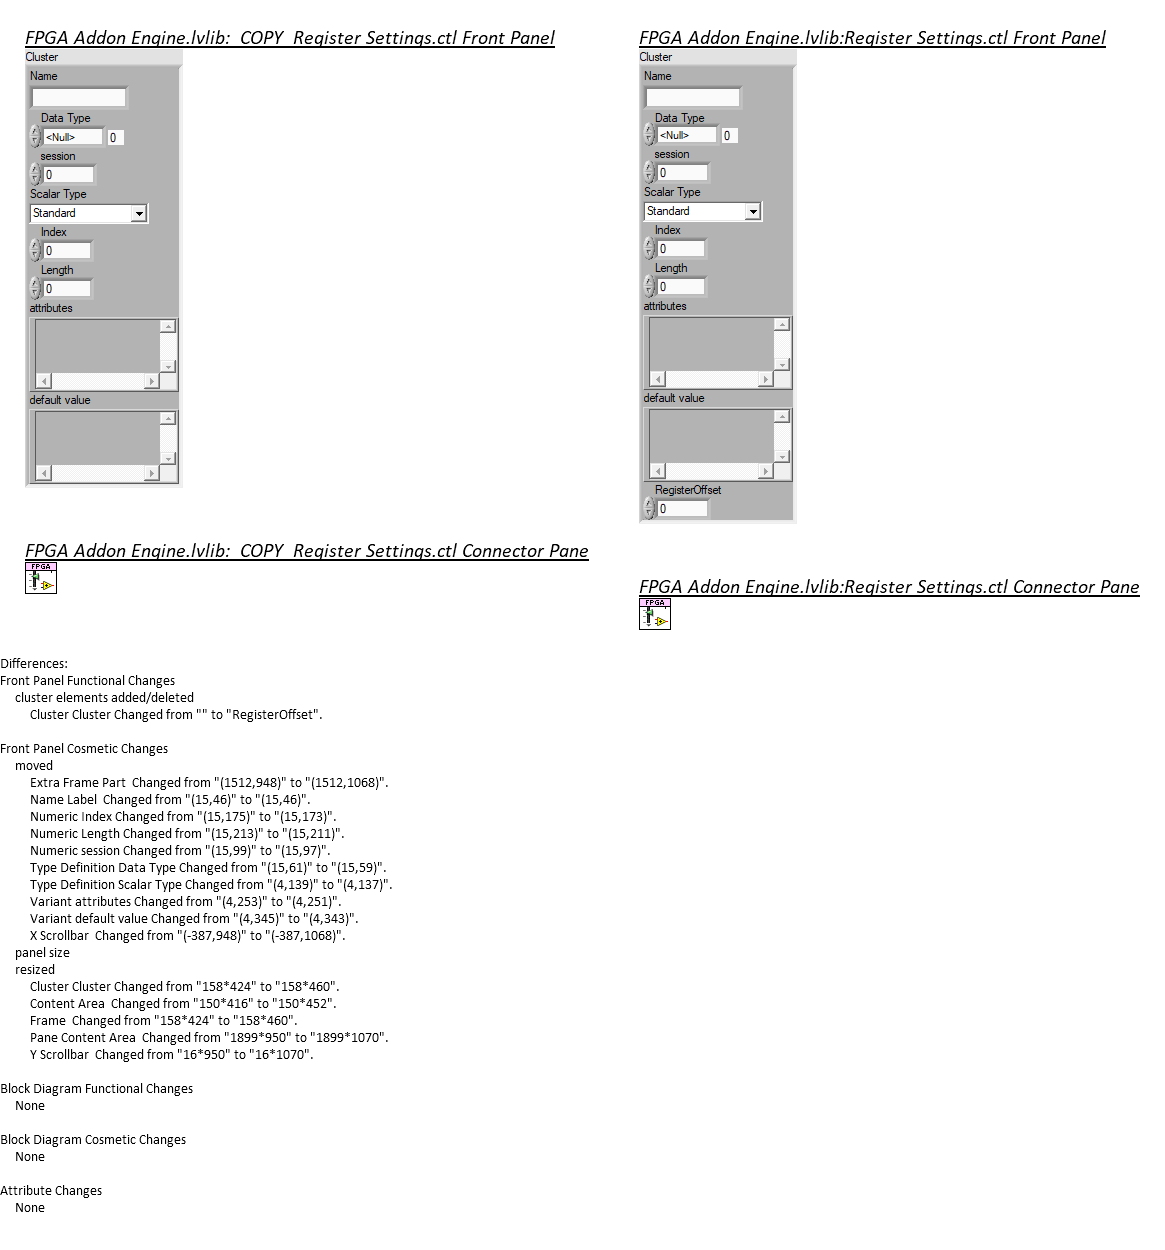 FPGA Addon Engine.lvlib:_COPY_Register Settings.ctl Front Panel
Cluster
Name
Data Type
<Null> 0
session
0
Scalar Type
Standard
Index
0
Length
0
attributes
default value
FPGA Addon Engine.lvlib:_COPY_Register Settings.ctl Connector Pane
FPGA
FPGA Addon Engine.lvlib:Register Settings.ctl Front Panel
Cluster
Name
Data Type
<Null> 0
session
0
Scalar Type
Standard
Index
0
Length
0
attributes
default value
RegisterOffset
0
FPGA Addon Engine.lvlib:Register Settings.ctl Connector Pane
FPGA
Differences:
Front Panel Functional Changes
cluster elements added/deleted
Cluster Cluster Changed from "" to "RegisterOffset".
Front Panel Cosmetic Changes
moved
Extra Frame Part  Changed from "(1512,948)" to "(1512,1068)".
Name Label  Changed from "(15,46)" to "(15,46)".
Numeric Index Changed from "(15,175)" to "(15,173)".
Numeric Length Changed from "(15,213)" to "(15,211)".
Numeric session Changed from "(15,99)" to "(15,97)".
Type Definition Data Type Changed from "(15,61)" to "(15,59)".
Type Definition Scalar Type Changed from "(4,139)" to "(4,137)".
Variant attributes Changed from "(4,253)" to "(4,251)".
Variant default value Changed from "(4,345)" to "(4,343)".
X Scrollbar  Changed from "(-387,948)" to "(-387,1068)".
panel size
resized
Cluster Cluster Changed from "158*424" to "158*460".
Content Area  Changed from "150*416" to "150*452".
Frame  Changed from "158*424" to "158*460".
Pane Content Area  Changed from "1899*950" to "1899*1070".
Y Scrollbar  Changed from "16*950" to "16*1070".
Block Diagram Functional Changes
None
Block Diagram Cosmetic Changes
None
Attribute Changes
None